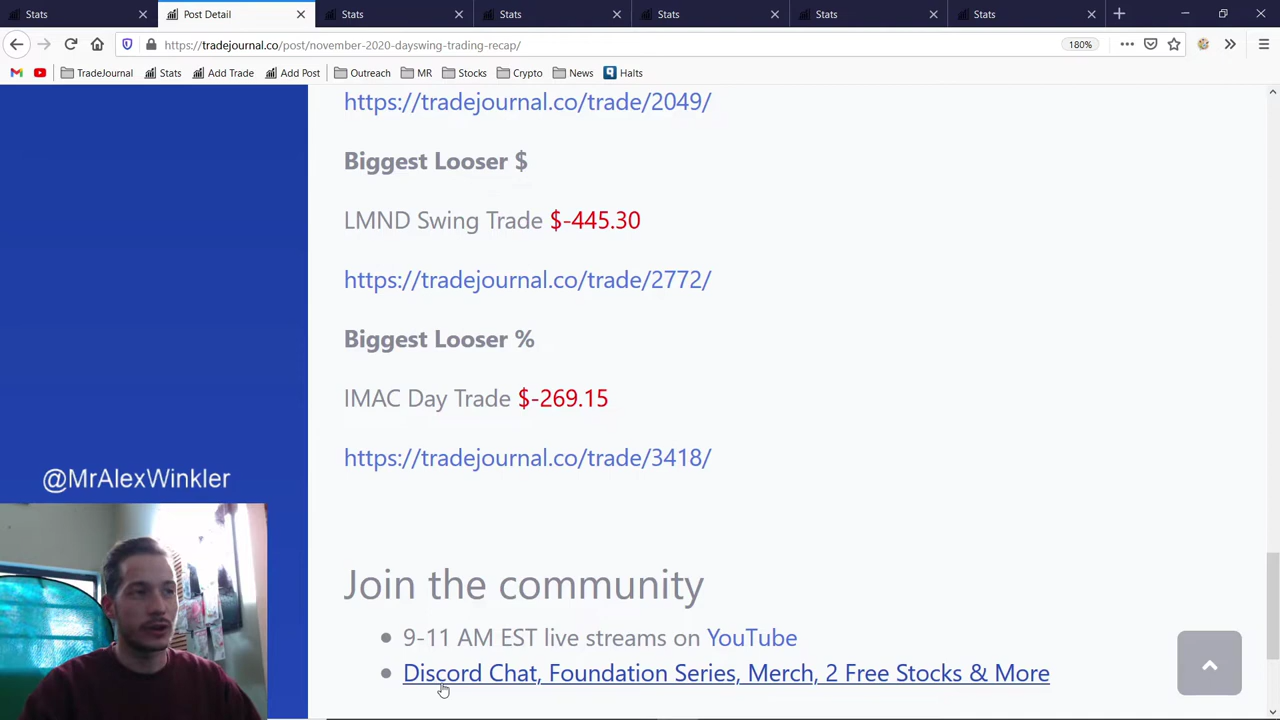 Stats
Post Detail
Stats
Stats
Stats
Stats
Stats
https://tradejournal.co/post/november-2020-dayswing-trading-recap/
180%
TradeJournal
Stats
Add Trade
Add Post
Outreach
MR
Stocks
Crypto
News
Halts
https://tradejournal.co/trade/2049/
Biggest Looser $
LMND Swing Trade $-445.30
https://tradejournal.co/trade/2772/
Biggest Looser %
IMAC Day Trade $-269.15
https://tradejournal.co/trade/3418/
@MrAlexWinkler
Join the community
9-11 AM EST live streams on YouTube
Discord Chat, Foundation Series, Merch, 2 Free Stocks & More